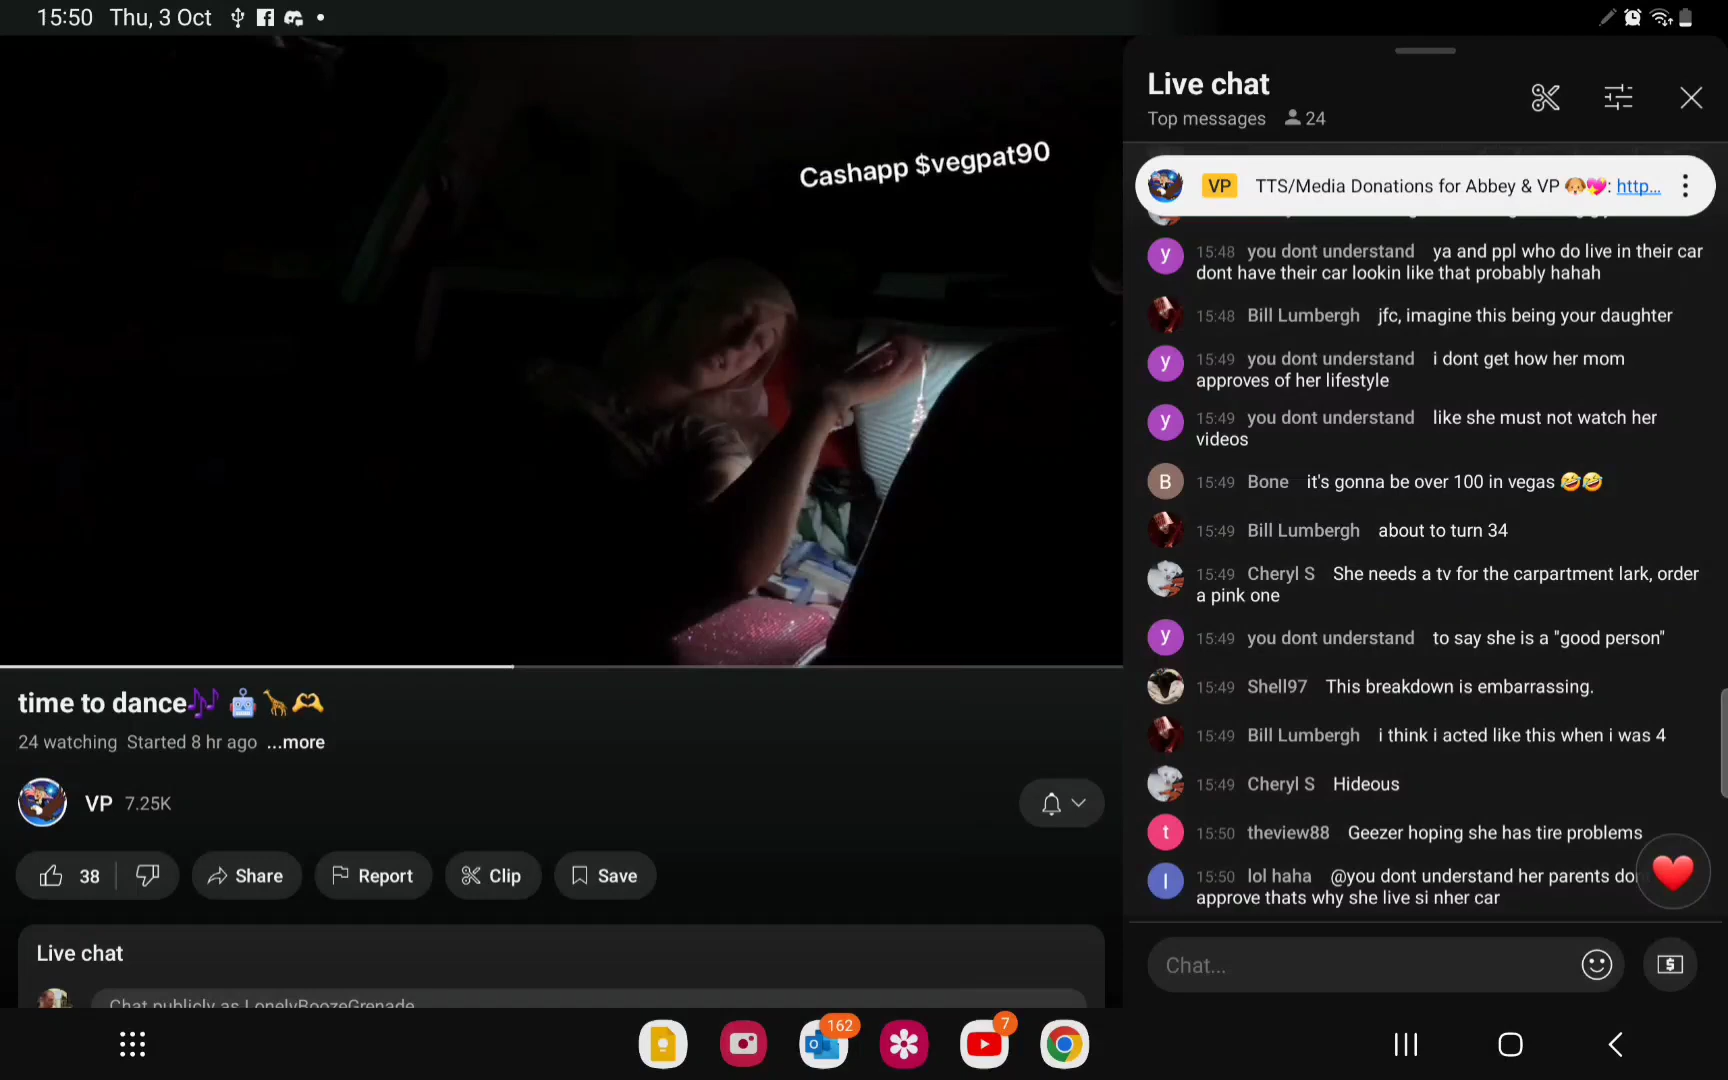 15:50 Thu, 3 Oct
Cashapp $vegpat90
time to dance
24 watching Started 8 hr ago ...more
VP 7.25K
38 Share Report Clip Save
Live chat
Chat publicly as LonelyBoozeGrenade
Live chat
Top messages 24
VP TTS/Media Donations for Abbey & VP : http...
y 15:48 you dont understand ya and ppl who do live in their car
dont have their car lookin like that probably hahah
15:48 Bill Lumbergh jfc, imagine this being your daughter
y 15:49 you dont understand i dont get how her mom
approves of her lifestyle
y 15:49 you dont understand like she must not watch her
videos
B 15:49 Bone it's gonna be over 100 in vegas 🤣🤣
15:49 Bill Lumbergh about to turn 34
15:49 Cheryl S She needs a tv for the carpartment lark, order
a pink one
y 15:49 you dont understand to say she is a "good person"
15:49 Shell97 This breakdown is embarrassing.
15:49 Bill Lumbergh i think i acted like this when i was 4
15:49 Cheryl S Hideous
t 15:50 theview88 Geezer hoping she has tire problems
l 15:50 lol haha @you dont understand her parents
approve thats why she live si nher car
Chat...
162
7